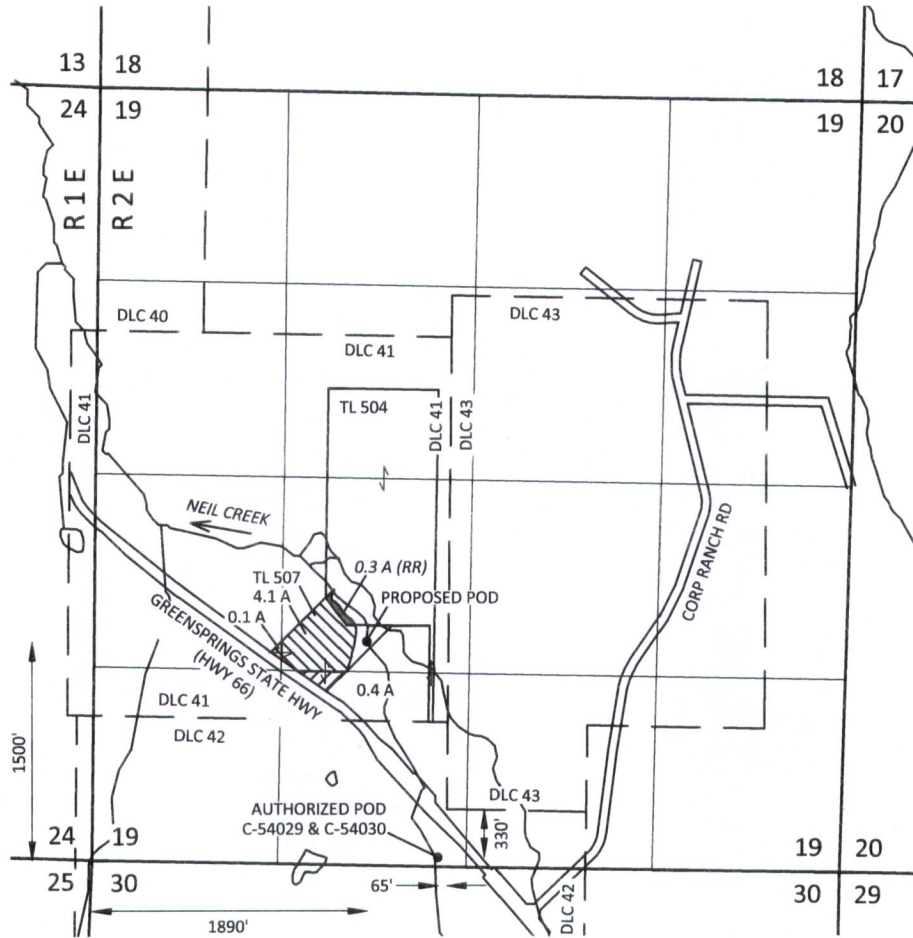 13 18
18 17
24 19
19 20
R1E
R2E
DLC 40
DLC 43
DLC 41
TL 504
DLC 41
DLC 41
DLC 43
NEIL CREEK
0.3 A (RR)
TL 507
4.1 A
PROPOSED POD
0.1 A
CORP RANCH RD
GREENSPRINGS STATE HWY
(HWY 66)
0.4 A
DLC 41
DLC 42
1500'
DLC 43
AUTHORIZED POD
C-54029 & C-54030
330'
24 19
19 20
25 30
30 29
65'
DLC 42
1890'